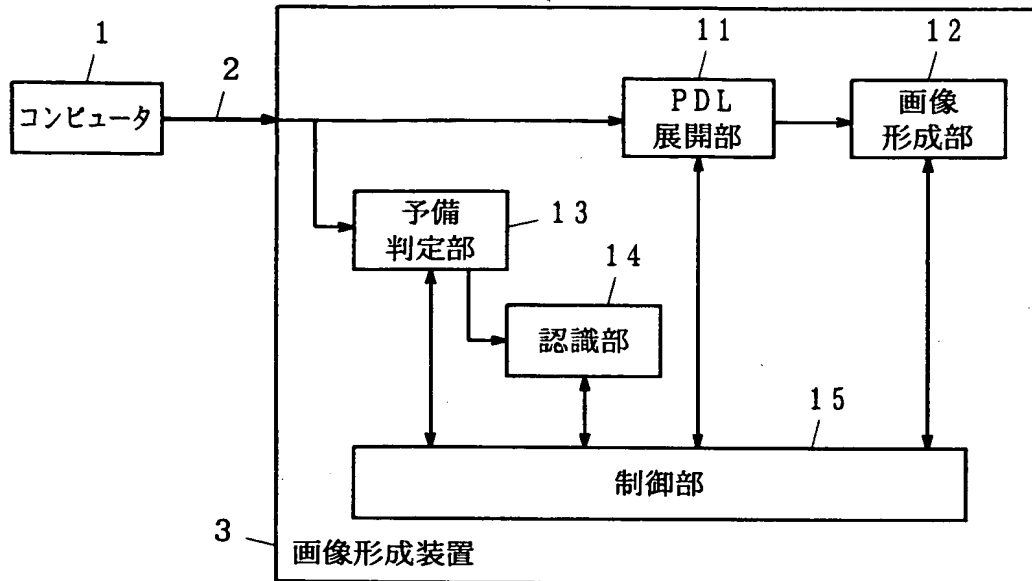 1
コンピュータ
2
11
PDL
展開部
12
画像
形成部
予備
判定部
13
14
認識部
15
制御部
3
画像形成装置